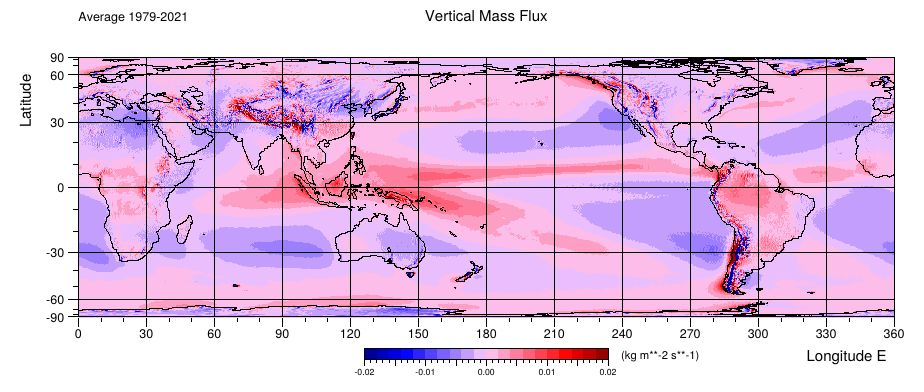 Average 1979-2021
Vertical Mass Flux
Latitude
90
60
30
0
-30
-60
-90
0 30 60 90 120 150 180 210 240 270 300 330 360
Longitude E
-0.02 -0.01 0.00 0.01 0.02
(kg m**-2 s**-1)